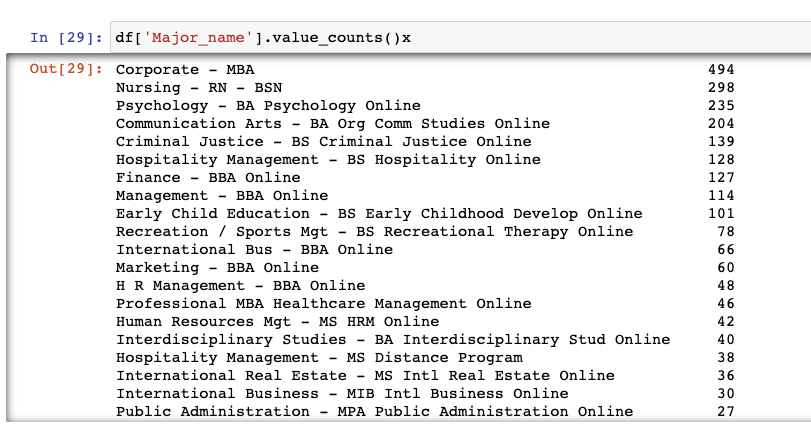 In [29]: df['Major_name'].value_counts()x
Out[29]: Corporate - MBA 494
Nursing - RN - BSN 298
Psychology - BA Psychology Online 235
Communication Arts - BA Org Comm Studies Online 204
Criminal Justice - BS Criminal Justice Online 139
Hospitality Management - BS Hospitality Online 128
Finance - BBA Online 127
Management - BBA Online 114
Early Child Education - BS Early Childhood Develop Online 101
Recreation / Sports Mgt - BS Recreational Therapy Online 78
International Bus - BBA Online 66
Marketing - BBA Online 60
H R Management - BBA Online 48
Professional MBA Healthcare Management Online 46
Human Resources Mgt - MS HRM Online 42
Interdisciplinary Studies - BA Interdisciplinary Stud Online 40
Hospitality Management - MS Distance Program 38
International Real Estate - MS Intl Real Estate Online 36
International Business - MIB Intl Business Online 30
Public Administration - MPA Public Administration Online 27